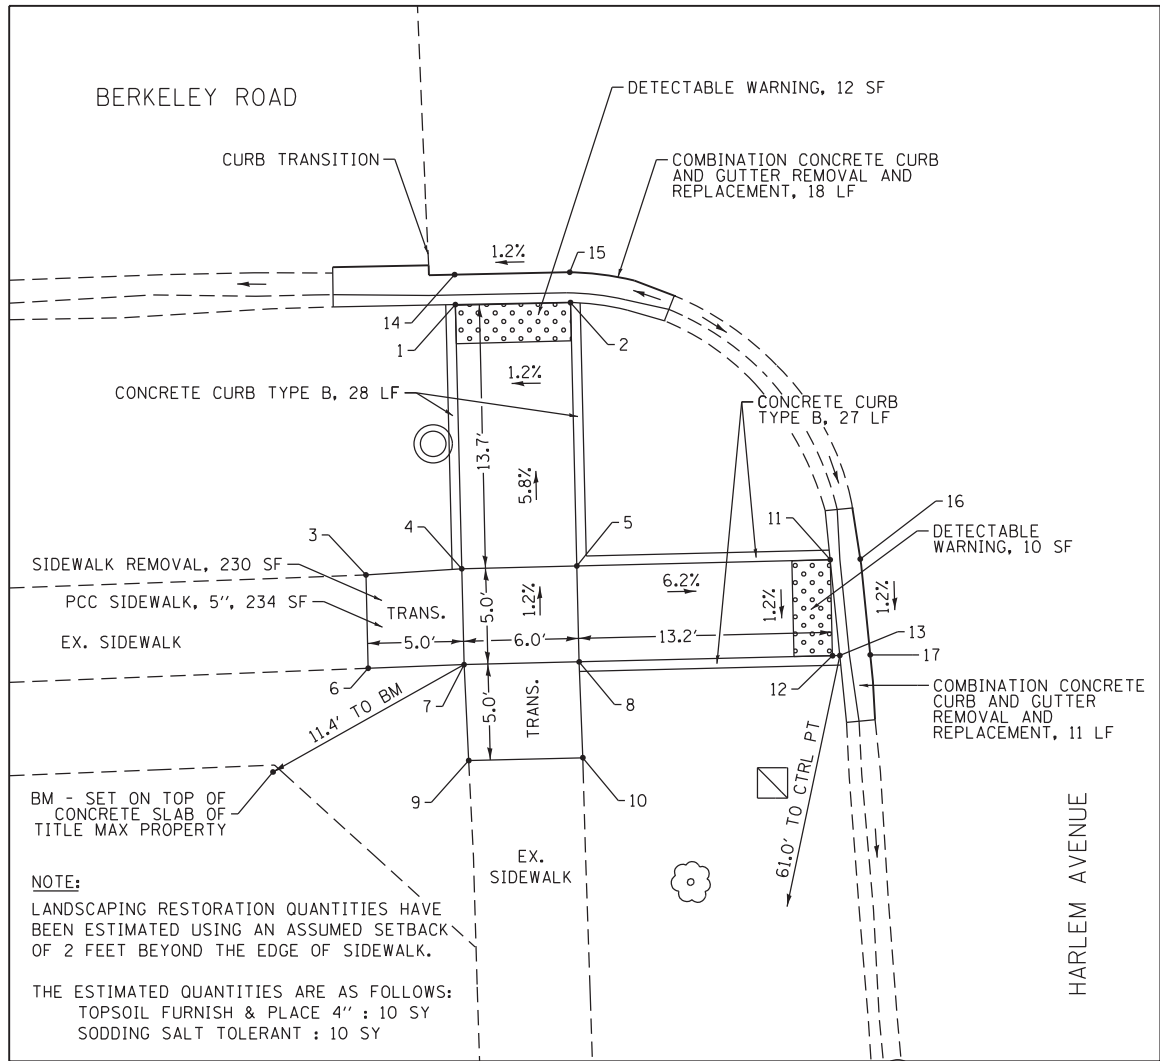 BERKELEY ROAD
DETECTABLE WARNING, 12 SF
CURB TRANSITION
COMBINATION CONCRETE CURB
AND GUTTER REMOVAL AND
REPLACEMENT, 18 LF
1.2%
15
14
1
2
1.2%
CONCRETE CURB TYPE B, 28 LF
CONCRETE CURB
TYPE B, 27 LF
13.7'
5.8%
4
5
11
16
3
DETECTABLE
WARNING, 10 SF
SIDEWALK REMOVAL, 230 SF
PCC SIDEWALK, 5'', 234 SF
TRANS.
5.0'
1.2%
6.2%
1.2%
1.2%
EX. SIDEWALK
5.0'
6.0'
13.2'
13
17
6
7
8
12
11.4' TO BM
5.0'
TRANS.
COMBINATION CONCRETE
CURB AND GUTTER
REMOVAL AND
REPLACEMENT, 11 LF
9
10
61.0' TO CTRL PT
BM - SET ON TOP OF
CONCRETE SLAB OF
TITLE MAX PROPERTY
EX.
SIDEWALK
HARLEM AVENUE
NOTE:
LANDSCAPING RESTORATION QUANTITIES HAVE
BEEN ESTIMATED USING AN ASSUMED SETBACK
OF 2 FEET BEYOND THE EDGE OF SIDEWALK.
THE ESTIMATED QUANTITIES ARE AS FOLLOWS:
TOPSOIL FURNISH & PLACE 4'' : 10 SY
SODDING SALT TOLERANT : 10 SY